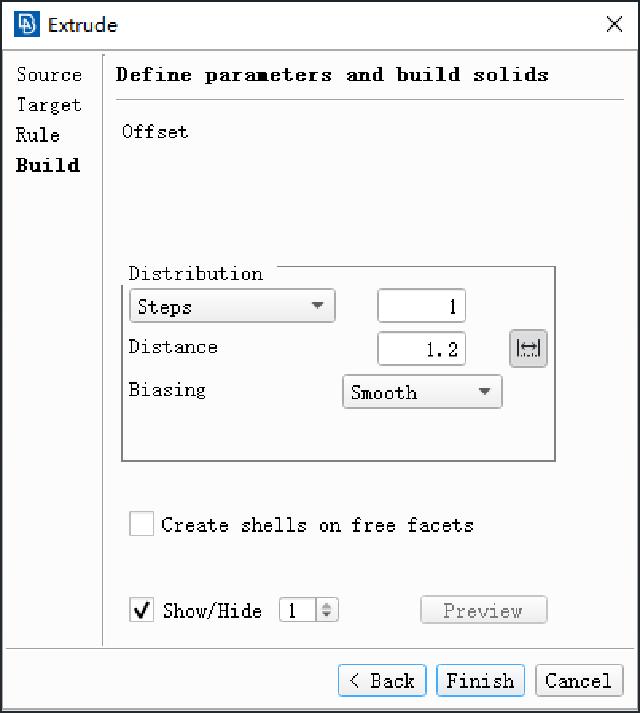 Extrude
Source
Target
Rule
Build
Define parameters and build solids
Offset
Distribution
Steps 1
Distance 1.2
Biasing Smooth
Create shells on free facets
Show/Hide 1 Preview
< Back Finish Cancel